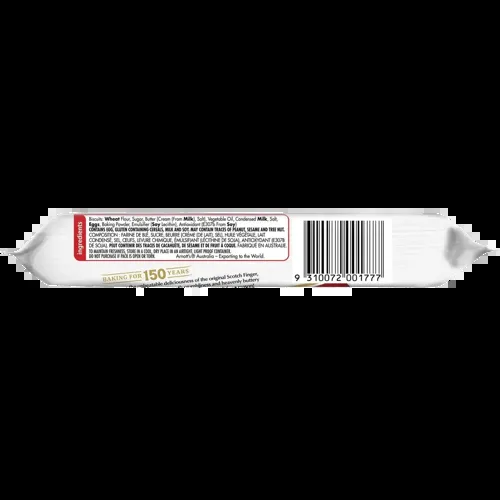 ingredients
Biscuits: Wheat Flour, Sugar, Butter (Cream (From Milk), Salt), Vegetable Oil, Condensed Milk, Salt,
Eggs, Baking Powder, Emulsifier (Soy Lecithin), Antioxidant (E307b From Soy)
CONTAINS EGG, GLUTEN CONTAINING CEREALS, MILK AND SOY. MAY CONTAIN TRACES OF PEANUT, SESAME AND TREE NUT.
COMPOSITION : FARINE DE BLÉ, SUCRE, BEURRE (CRÈME (DE LAIT), SEL), HUILE VÉGÉTALE, LAIT
CONDENSÉ, SEL, ŒUFS, LEVURE CHIMIQUE, ÉMULSIFIANT (LÉCITHINE DE SOJA), ANTIOXYDANT (E307B
DE SOJA). PEUT CONTENIR DES TRACES DE CACAHUÈTE, DE SÉSAME ET DE FRUIT À COQUE. FABRIQUÉ EN AUSTRALIE.
TO MAINTAIN FRESHNESS, STORE IN A COOL, DRY PLACE IN AN AIRTIGHT, LIGHT PROOF CONTAINER.
DO NOT PURCHASE IF PACK IS OPEN OR TORN. Arnott's® Australia – Exporting to the World.
9 310072 001777
BAKING FOR 150 YEARS
deliciousness of the original Scotch Finger,
crumbliness and heavenly buttery